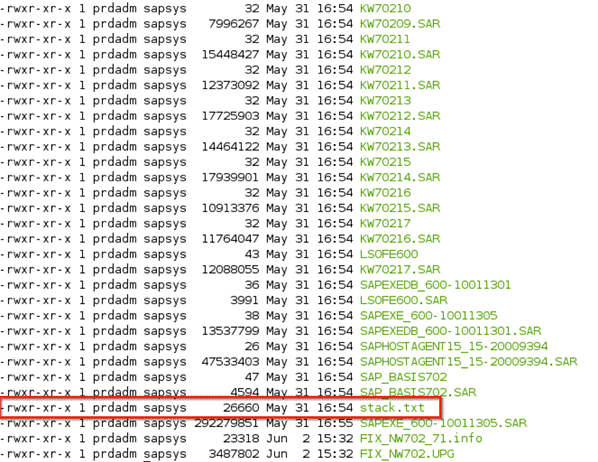 -rwxr-xr-x 1 prdadm sapsys 32 May 31 16:54 KW70210
-rwxr-xr-x 1 prdadm sapsys 7996267 May 31 16:54 KW70209.SAR
-rwxr-xr-x 1 prdadm sapsys 32 May 31 16:54 KW70211
-rwxr-xr-x 1 prdadm sapsys 15448427 May 31 16:54 KW70210.SAR
-rwxr-xr-x 1 prdadm sapsys 32 May 31 16:54 KW70212
-rwxr-xr-x 1 prdadm sapsys 12373092 May 31 16:54 KW70211.SAR
-rwxr-xr-x 1 prdadm sapsys 32 May 31 16:54 KW70213
-rwxr-xr-x 1 prdadm sapsys 17725903 May 31 16:54 KW70212.SAR
-rwxr-xr-x 1 prdadm sapsys 32 May 31 16:54 KW70214
-rwxr-xr-x 1 prdadm sapsys 14464122 May 31 16:54 KW70213.SAR
-rwxr-xr-x 1 prdadm sapsys 32 May 31 16:54 KW70215
-rwxr-xr-x 1 prdadm sapsys 17939901 May 31 16:54 KW70214.SAR
-rwxr-xr-x 1 prdadm sapsys 32 May 31 16:54 KW70216
-rwxr-xr-x 1 prdadm sapsys 10913376 May 31 16:54 KW70215.SAR
-rwxr-xr-x 1 prdadm sapsys 32 May 31 16:54 KW70217
-rwxr-xr-x 1 prdadm sapsys 11764047 May 31 16:54 KW70216.SAR
-rwxr-xr-x 1 prdadm sapsys 43 May 31 16:54 LSOFE600
-rwxr-xr-x 1 prdadm sapsys 12088055 May 31 16:54 KW70217.SAR
-rwxr-xr-x 1 prdadm sapsys 36 May 31 16:54 SAPEXEDB_600-10011301
-rwxr-xr-x 1 prdadm sapsys 3991 May 31 16:54 LSOFE600.SAR
-rwxr-xr-x 1 prdadm sapsys 38 May 31 16:54 SAPEXE_600-10011305
-rwxr-xr-x 1 prdadm sapsys 13537799 May 31 16:54 SAPEXEDB_600-10011301.SAR
-rwxr-xr-x 1 prdadm sapsys 26 May 31 16:54 SAPHOSTAGENT15_15-20009394
-rwxr-xr-x 1 prdadm sapsys 47533403 May 31 16:54 SAPHOSTAGENT15_15-20009394.SAR
-rwxr-xr-x 1 prdadm sapsys 47 May 31 16:54 SAP_BASIS702
-rwxr-xr-x 1 prdadm sapsys 4594 May 31 16:54 SAP_BASIS702.SAR
-rwxr-xr-x 1 prdadm sapsys 26660 May 31 16:54 stack.txt
-rwxr-xr-x 1 prdadm sapsys 292279851 May 31 16:55 SAPEXE_600-10011305.SAR
-rwxr-xr-x 1 prdadm sapsys 23318 Jun 2 15:32 FIX_NW702_71.info
-rwxr-xr-x 1 prdadm sapsys 3487802 Jun 2 15:32 FIX_NW702.UPG